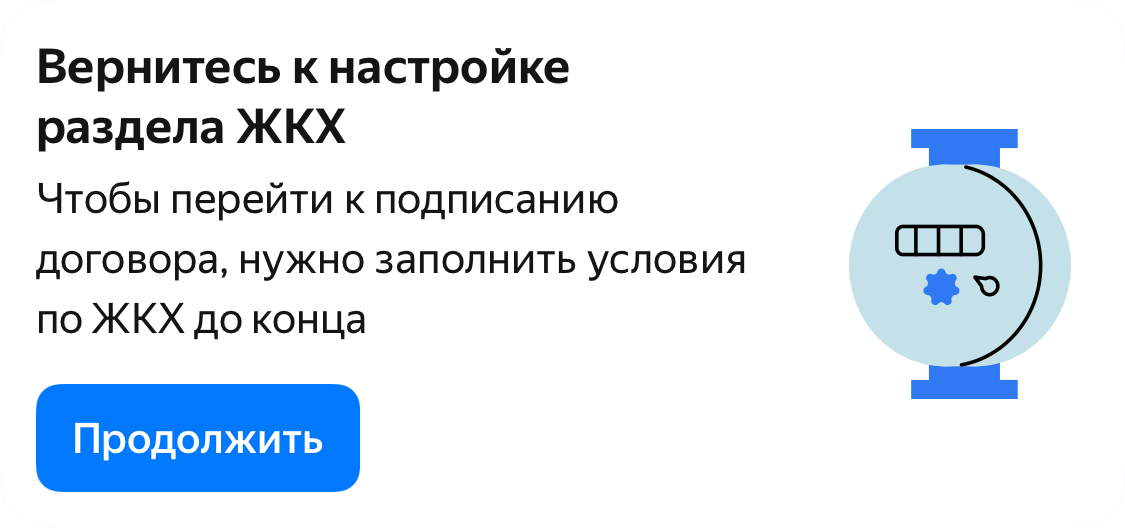 Вернитесь к настройке
раздела ЖКХ
Чтобы перейти к подписанию
договора, нужно заполнить условия
по ЖКХ до конца
Продолжить